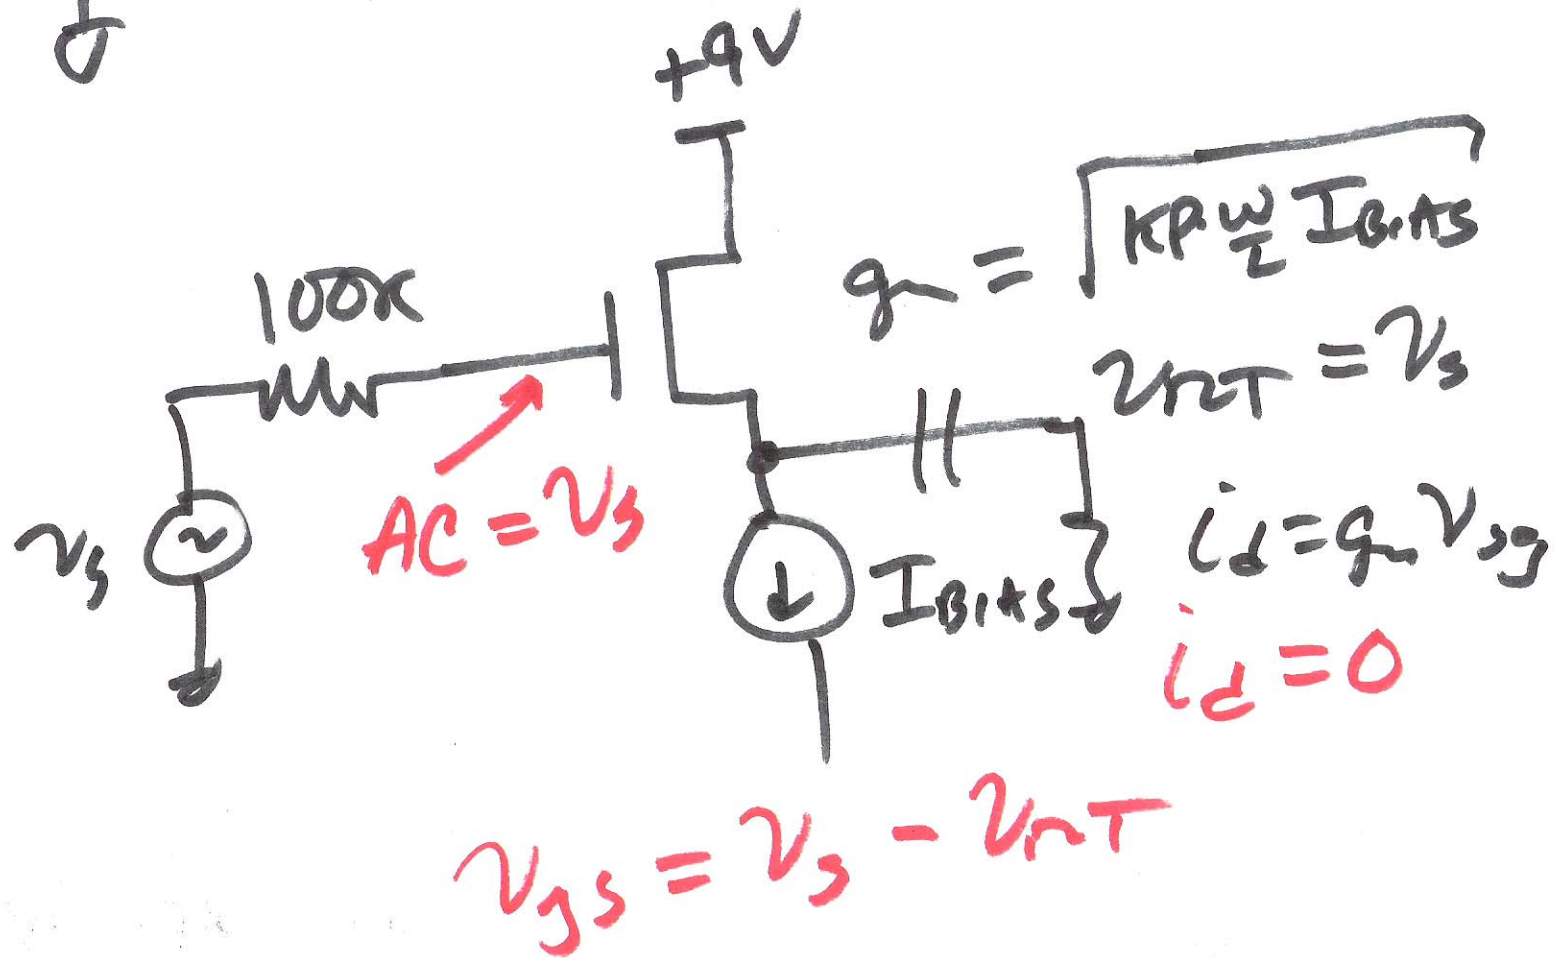 +9V
100K
gm = √KP·W/L IBIAS
vOUT = vs
AC = vs
vs
IBIAS
id = gm vsg
id = 0
vgs = vs - vOUT